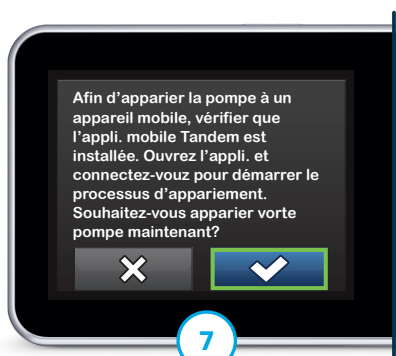 Afin d'apparier la pompe à un
appareil mobile, vérifier que
l'appli. mobile Tandem est
installée. Ouvrez l'appli. et
connectez-vouz pour démarrer le
processus d'appariement.
Souhaitez-vous apparier vorte
pompe maintenant?
7